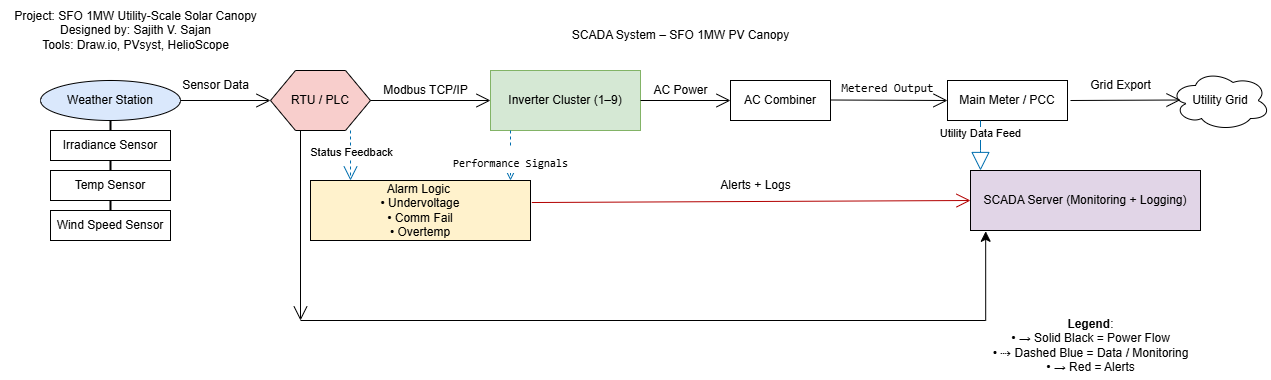 Project: SFO 1MW Utility-Scale Solar Canopy
Designed by: Sajith V. Sajan
Tools: Draw.io, PVsyst, HelioScope
SCADA System – SFO 1MW PV Canopy
Weather Station
Sensor Data
RTU / PLC
Modbus TCP/IP
Inverter Cluster (1–9)
AC Power
AC Combiner
Metered Output
Main Meter / PCC
Grid Export
Utility Grid
Irradiance Sensor
Temp Sensor
Wind Speed Sensor
Status Feedback
Performance Signals
Utility Data Feed
Alarm Logic
• Undervoltage
• Comm Fail
• Overtemp
Alerts + Logs
SCADA Server (Monitoring + Logging)
Legend:
• → Solid Black = Power Flow
• ⇢ Dashed Blue = Data / Monitoring
• → Red = Alerts